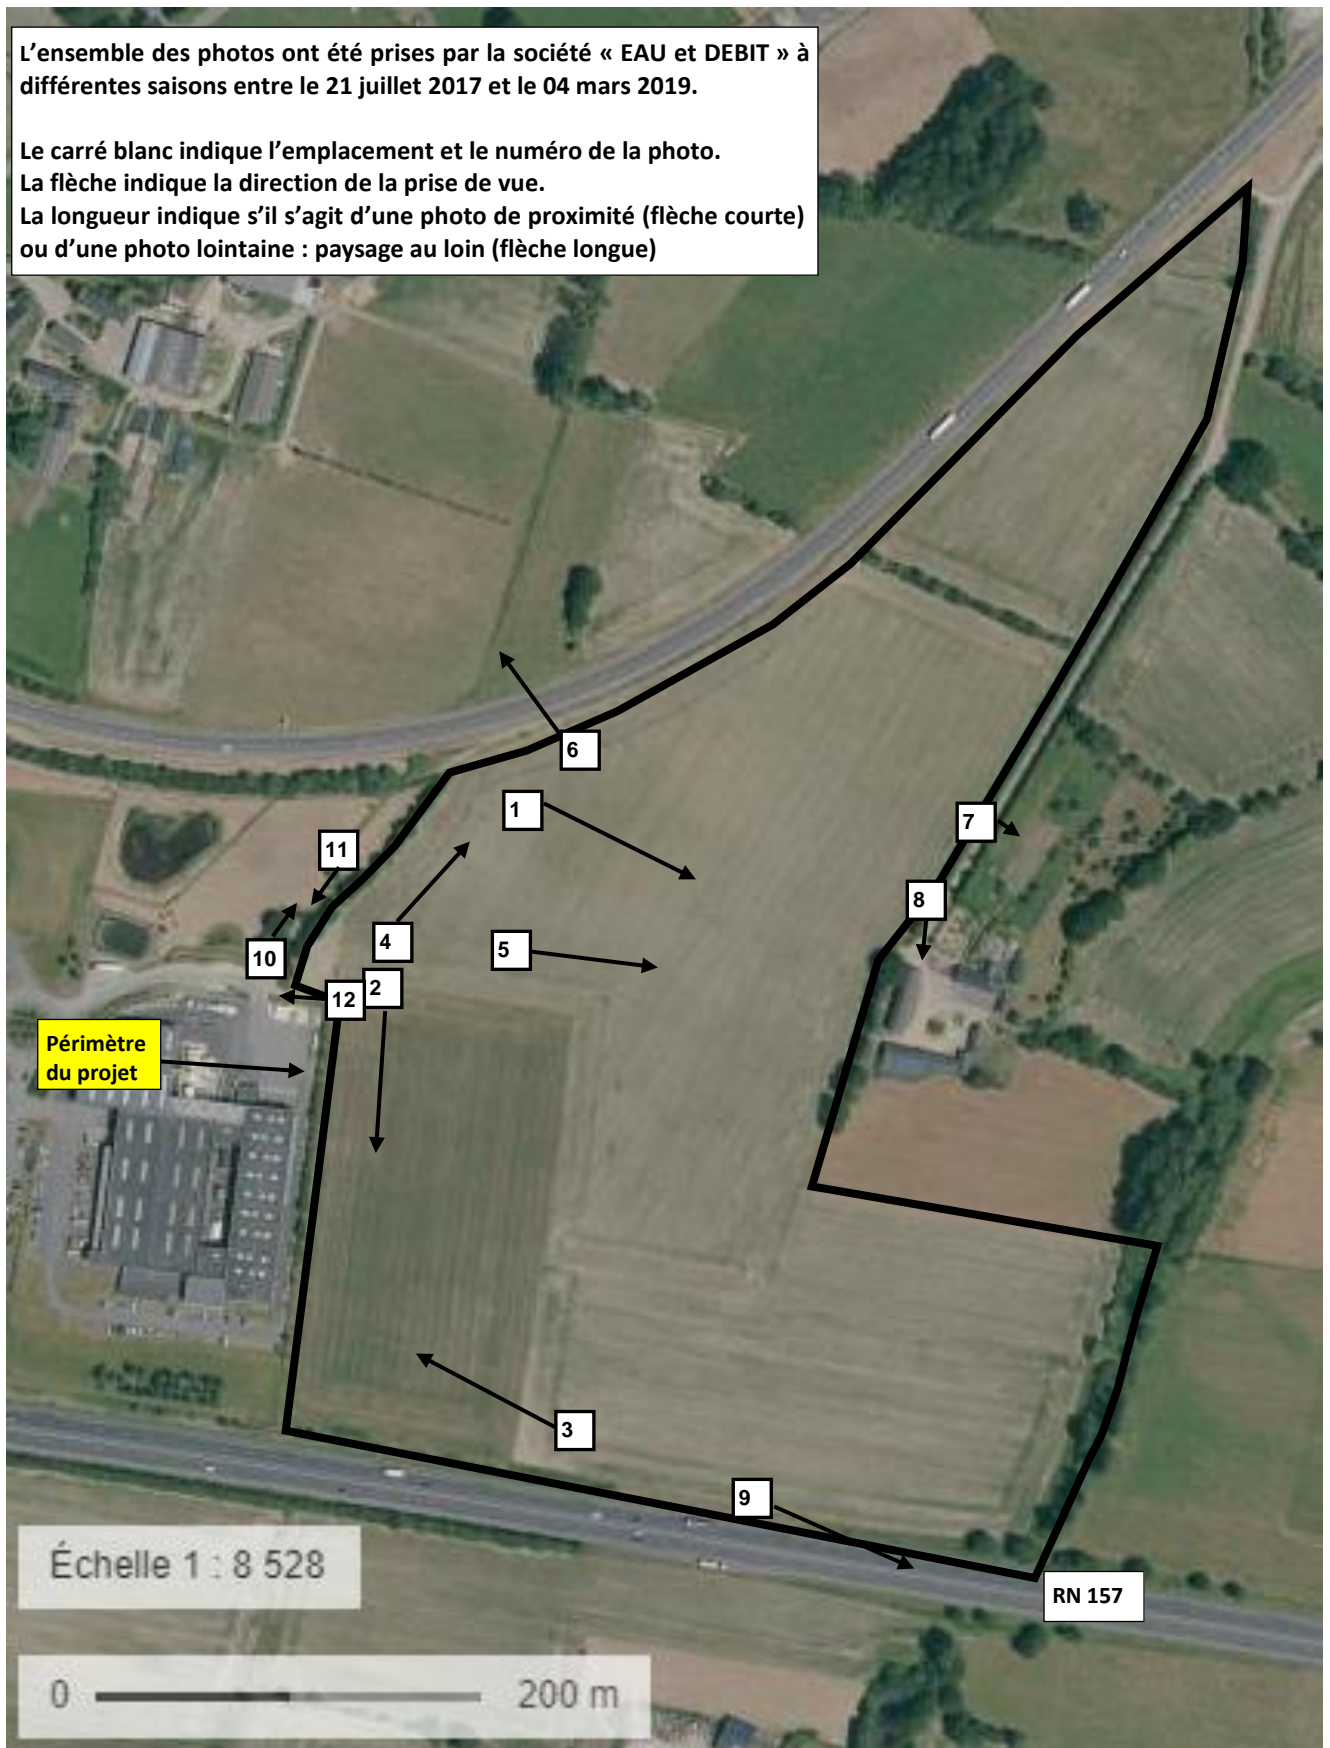 L'ensemble des photos ont été prises par la société « EAU et DEBIT » à
différentes saisons entre le 21 juillet 2017 et le 04 mars 2019.
Le carré blanc indique l'emplacement et le numéro de la photo.
La flèche indique la direction de la prise de vue.
La longueur indique s'il s'agit d'une photo de proximité (flèche courte)
ou d'une photo lointaine : paysage au loin (flèche longue)
6
1
7
11
8
4
5
10
2
12
Périmètre
du projet
3
9
Échelle 1 : 8 528
RN 157
0 200 m